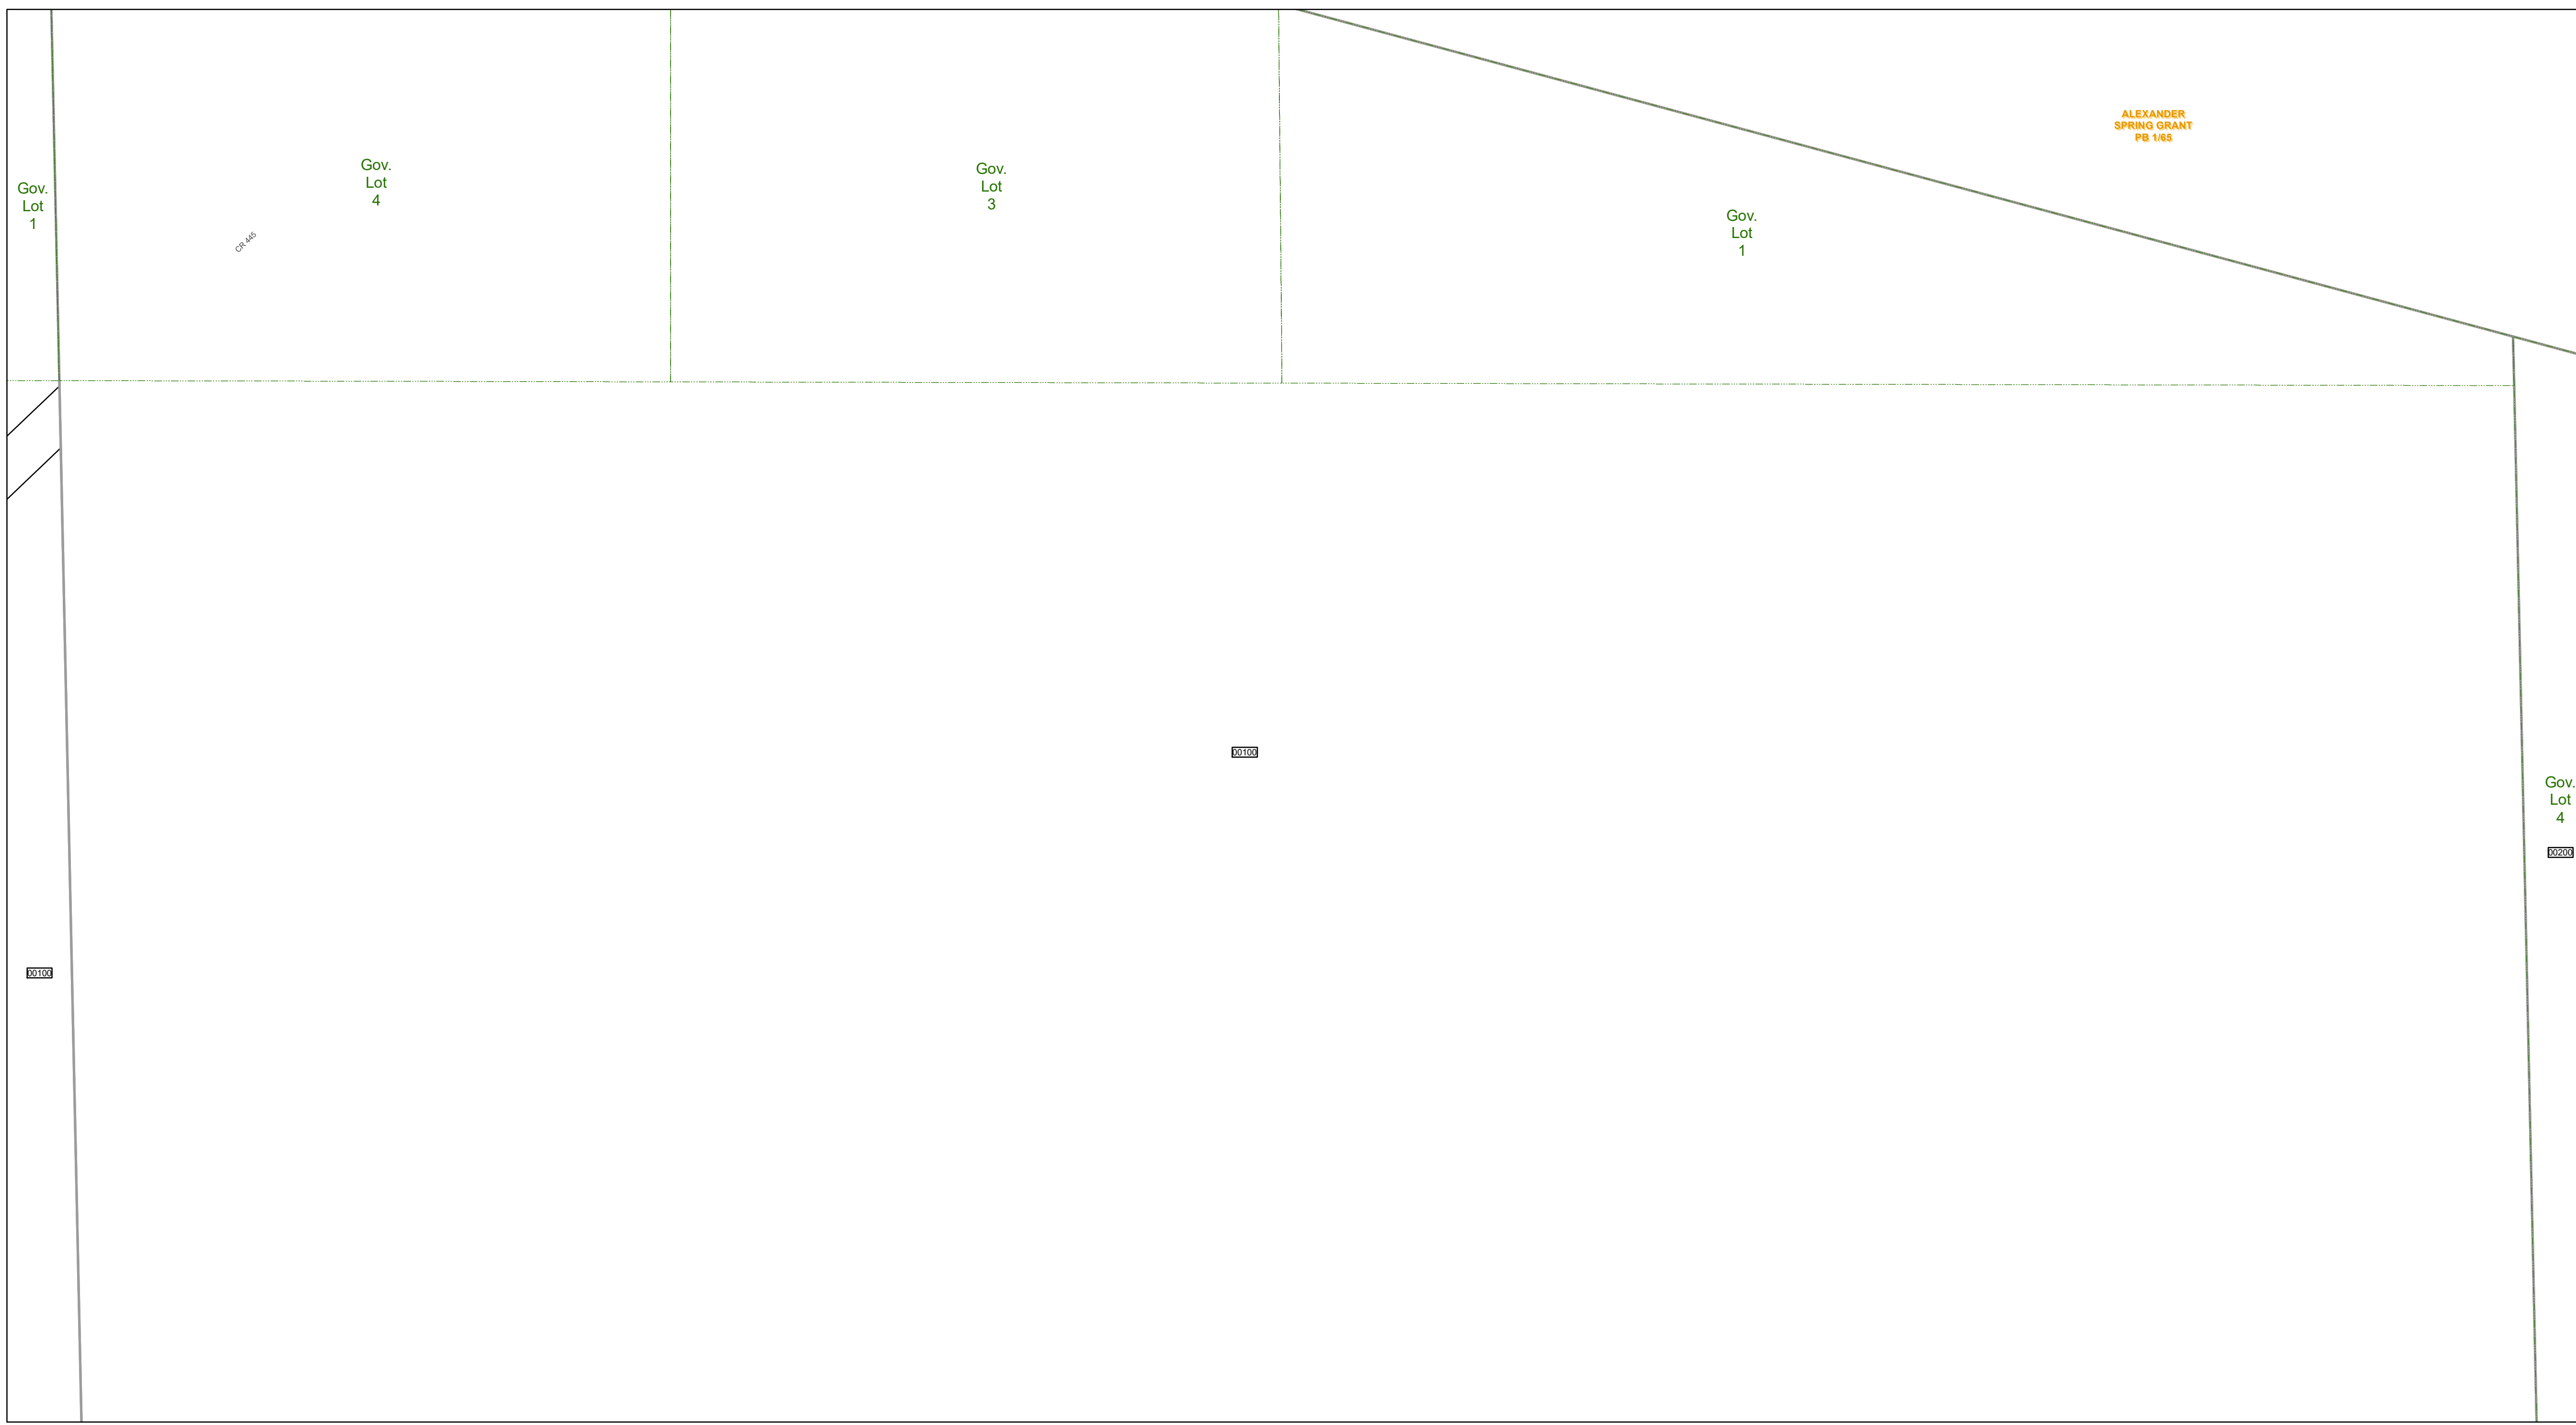 ALEXANDER
SPRING GRANT
PB 1/65
Gov.
Lot
4
Gov.
Lot
3
Gov.
Lot
1
Gov.
Lot
1
CR 445
00100
Gov.
Lot
4
00200
00100